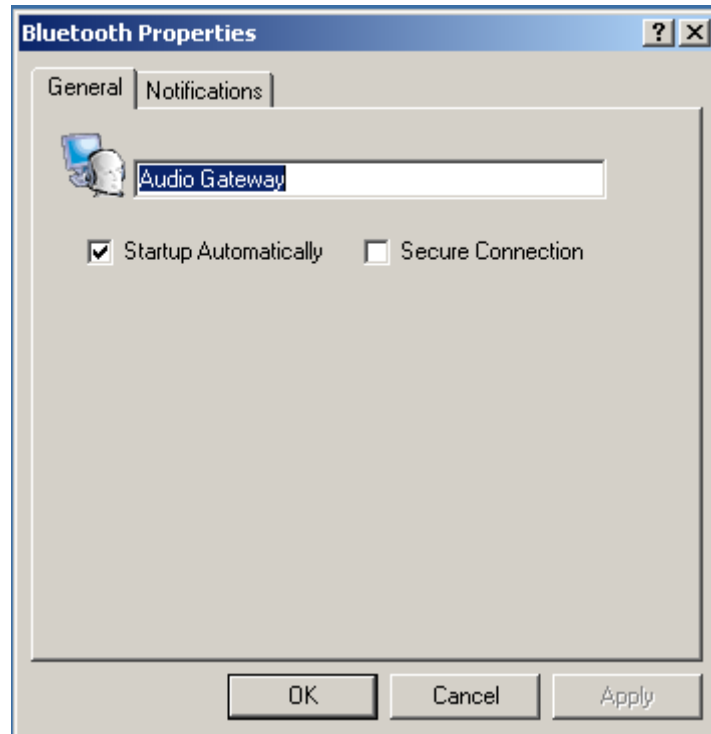 Bluetooth Properties
General Notifications
Audio Gateway
Startup Automatically Secure Connection
OK Cancel Apply